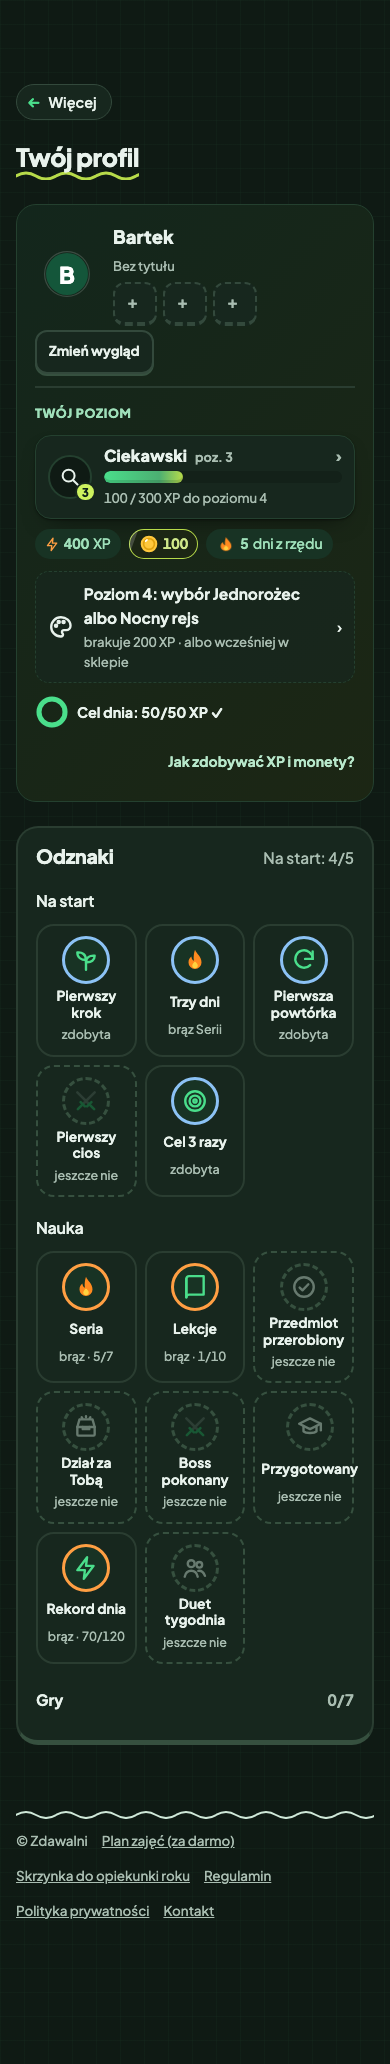 ← Więcej
Twój profil
B
Bartek
Bez tytułu
+ + +
Zmień wygląd
TWÓJ POZIOM
3
Ciekawski poz. 3 ›
100 / 300 XP do poziomu 4
400 XP 100 5 dni z rzędu
Poziom 4: wybór Jednorożec
albo Nocny rejs
›
brakuje 200 XP · albo wcześniej w
sklepie
Cel dnia: 50/50 XP ✓
Jak zdobywać XP i monety?
Odznaki Na start: 4/5
Na start
Pierwszy
krok
zdobyta
Trzy dni
brąz Serii
Pierwsza
powtórka
zdobyta
Pierwszy
cios
jeszcze nie
Cel 3 razy
zdobyta
Nauka
Seria
brąz · 5/7
Lekcje
brąz · 1/10
Przedmiot
przerobiony
jeszcze nie
Dział za
Tobą
jeszcze nie
Boss
pokonany
jeszcze nie
Przygotowany
jeszcze nie
Rekord dnia
brąz · 70/120
Duet
tygodnia
jeszcze nie
Gry 0/7
© Zdawalni Plan zajęć (za darmo)
Skrzynka do opiekunki roku Regulamin
Polityka prywatności Kontakt